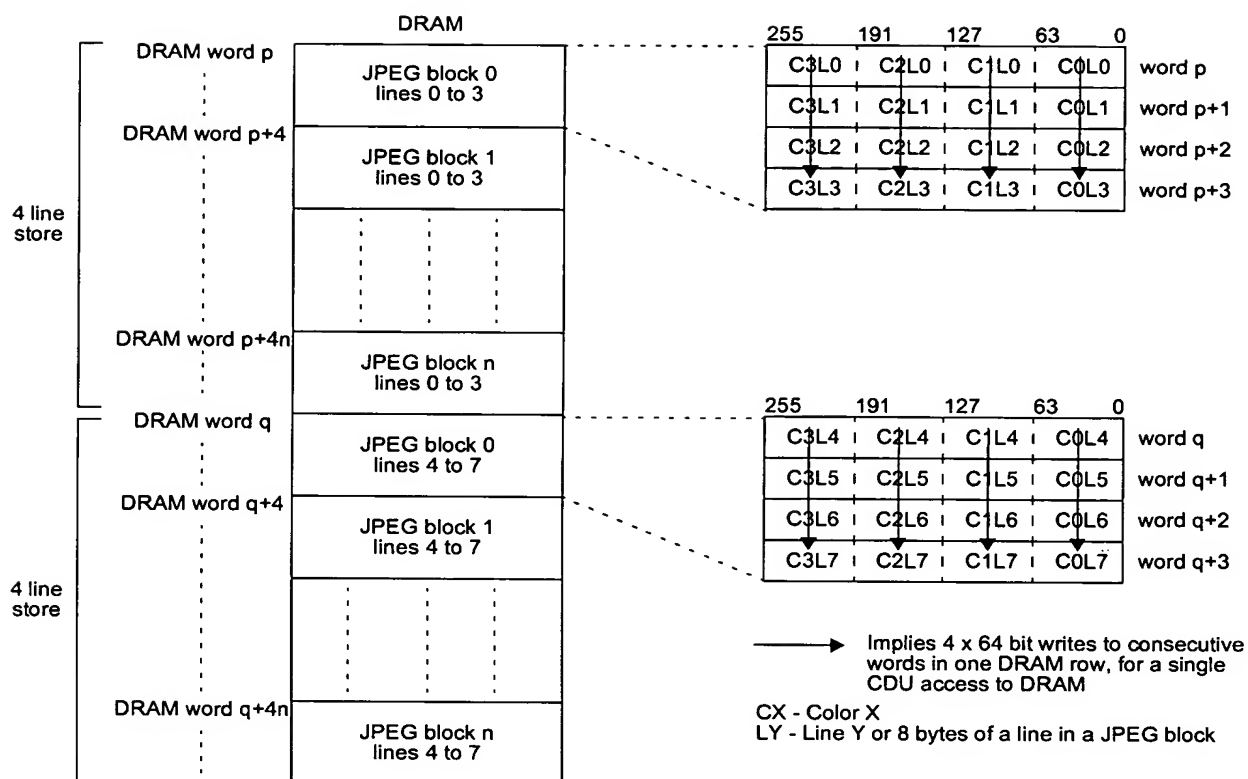 DRAM
DRAM word p
JPEG block 0
lines 0 to 3
DRAM word p+4
JPEG block 1
lines 0 to 3
4 line
store
DRAM word p+4n
JPEG block n
lines 0 to 3
DRAM word q
JPEG block 0
lines 4 to 7
DRAM word q+4
JPEG block 1
lines 4 to 7
4 line
store
DRAM word q+4n
JPEG block n
lines 4 to 7
255 191 127 63 0
C3L0 C2L0 C1L0 C0L0 word p
C3L1 C2L1 C1L1 C0L1 word p+1
C3L2 C2L2 C1L2 C0L2 word p+2
C3L3 C2L3 C1L3 C0L3 word p+3
255 191 127 63 0
C3L4 C2L4 C1L4 C0L4 word q
C3L5 C2L5 C1L5 C0L5 word q+1
C3L6 C2L6 C1L6 C0L6 word q+2
C3L7 C2L7 C1L7 C0L7 word q+3
Implies 4 x 64 bit writes to consecutive
words in one DRAM row, for a single
CDU access to DRAM
CX - Color X
LY - Line Y or 8 bytes of a line in a JPEG block